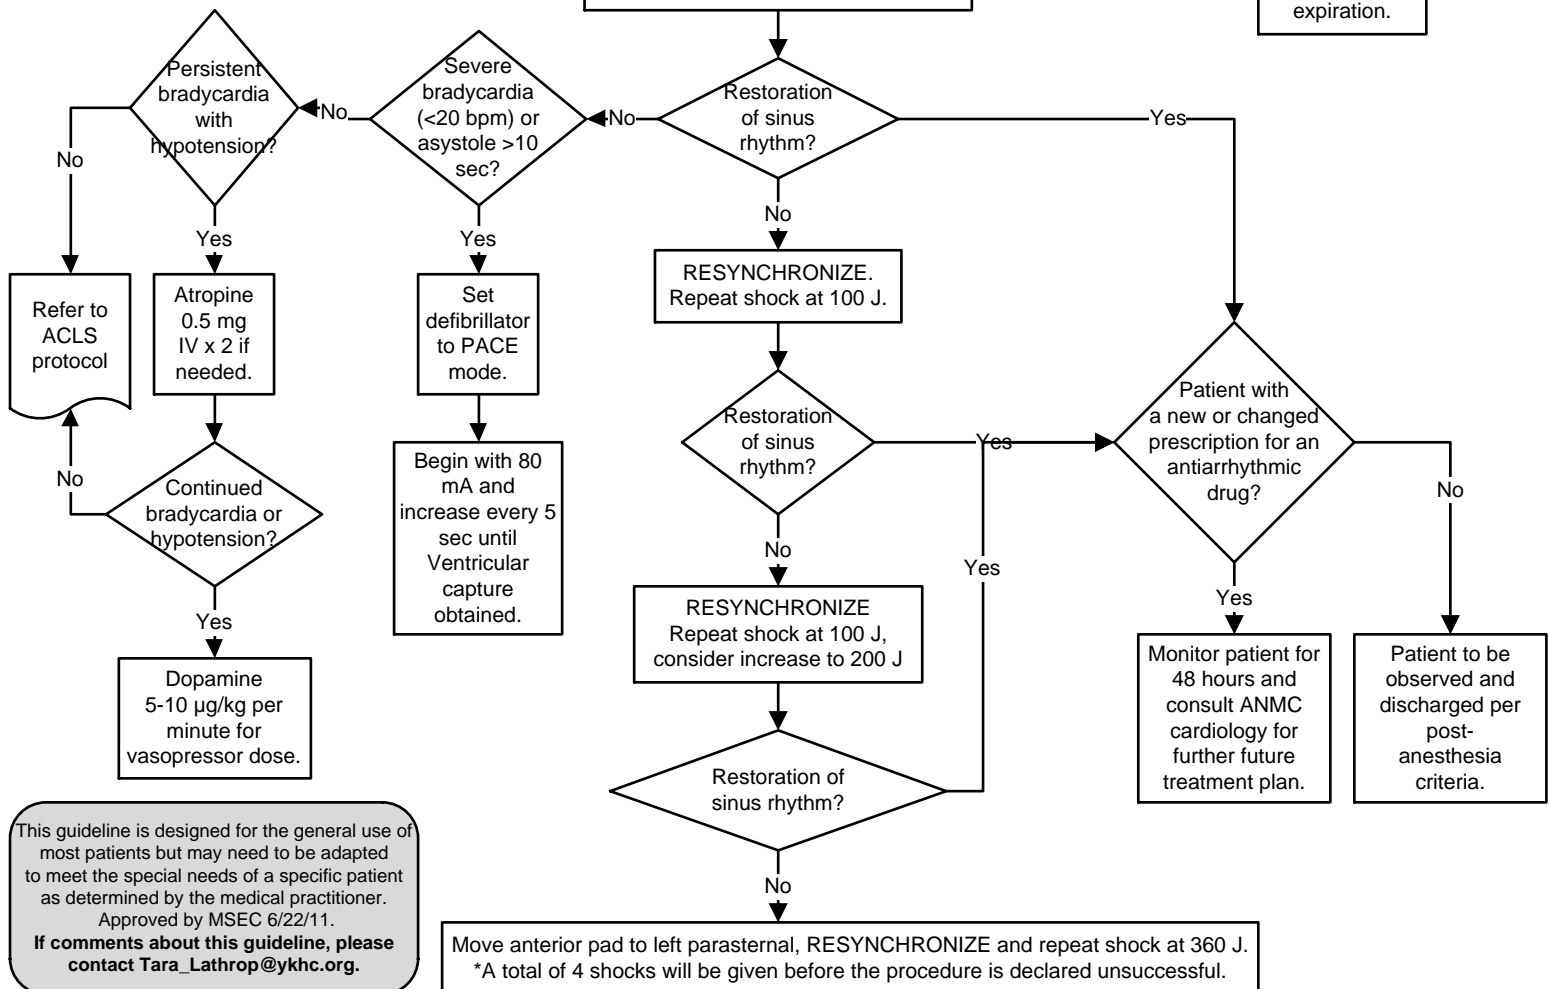 expiration.
Persistent
bradycardia
with
hypotension?
Severe
bradycardia
(<20 bpm) or
asystole >10
sec?
Restoration
of sinus
rhythm?
No
No
Yes
No
No
Yes
Yes
RESYNCHRONIZE.
Repeat shock at 100 J.
Refer to
ACLS
protocol
Atropine
0.5 mg
IV x 2 if
needed.
Set
defibrillator
to PACE
mode.
Restoration
of sinus
rhythm?
Yes
Patient with
a new or changed
prescription for an
antiarrhythmic
drug?
No
Continued
bradycardia or
hypotension?
No
Begin with 80
mA and
increase every 5
sec until
Ventricular
capture
obtained.
No
Yes
Yes
Yes
RESYNCHRONIZE
Repeat shock at 100 J,
consider increase to 200 J
Monitor patient for
48 hours and
consult ANMC
cardiology for
further future
treatment plan.
Patient to be
observed and
discharged per
post-
anesthesia
criteria.
Dopamine
5-10 µg/kg per
minute for
vasopressor dose.
Restoration of
sinus rhythm?
No
This guideline is designed for the general use of
most patients but may need to be adapted
to meet the special needs of a specific patient
as determined by the medical practitioner.
Approved by MSEC 6/22/11.
If comments about this guideline, please
contact Tara_Lathrop@ykhc.org.
Move anterior pad to left parasternal, RESYNCHRONIZE and repeat shock at 360 J.
*A total of 4 shocks will be given before the procedure is declared unsuccessful.